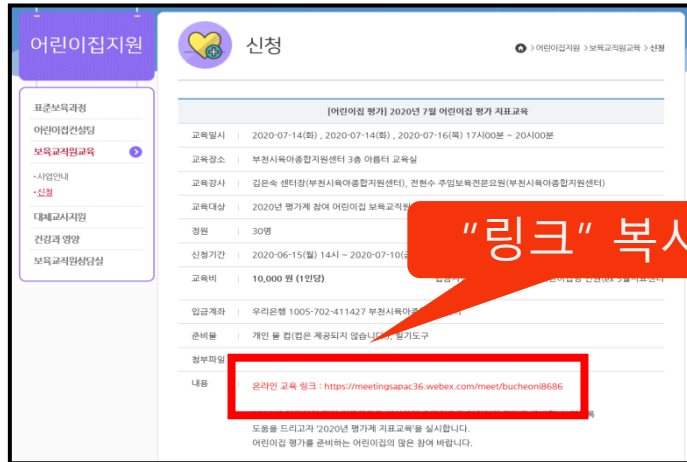 어린이집지원
신청
> 어린이집지원 > 보육교직원교육 > 신청
표준보육과정
어린이집컨설팅
보육교직원교육
-사업안내
-신청
대체교사지원
건강과 영양
보육교직원상담실
[어린이집 평가] 2020년 7월 어린이집 평가 지표교육
교육일시 2020-07-14(화) , 2020-07-14(화) , 2020-07-16(목) 17시00분 ~ 20시00분
교육장소 부천시육아종합지원센터 3층 아름터 교육실
교육강사 김은숙 센터장(부천시육아종합지원센터), 전현수 주임보육전문요원(부천시육아종합지원센터)
교육대상 2020년 평가제 참여 어린이집 보육교직원
정원 30명
"링크" 복사
신청기간 2020-06-15(월) 14시 ~ 2020-07-10(금
교육비 10,000 원 (1인당)
입금계좌 우리은행 1005-702-411427 부천시육아종
준비물 개인 물 컵(컵은 제공되지 않습니다), 필기도구
첨부파일
내용 온라인 교육 링크 : https://meetingsapac36.webex.com/meet/bucheoni8686
도움을 드리고자 '2020년 평가제 지표교육'을 실시합니다.
어린이집 평가를 준비하는 어린이집의 많은 참여 바랍니다.